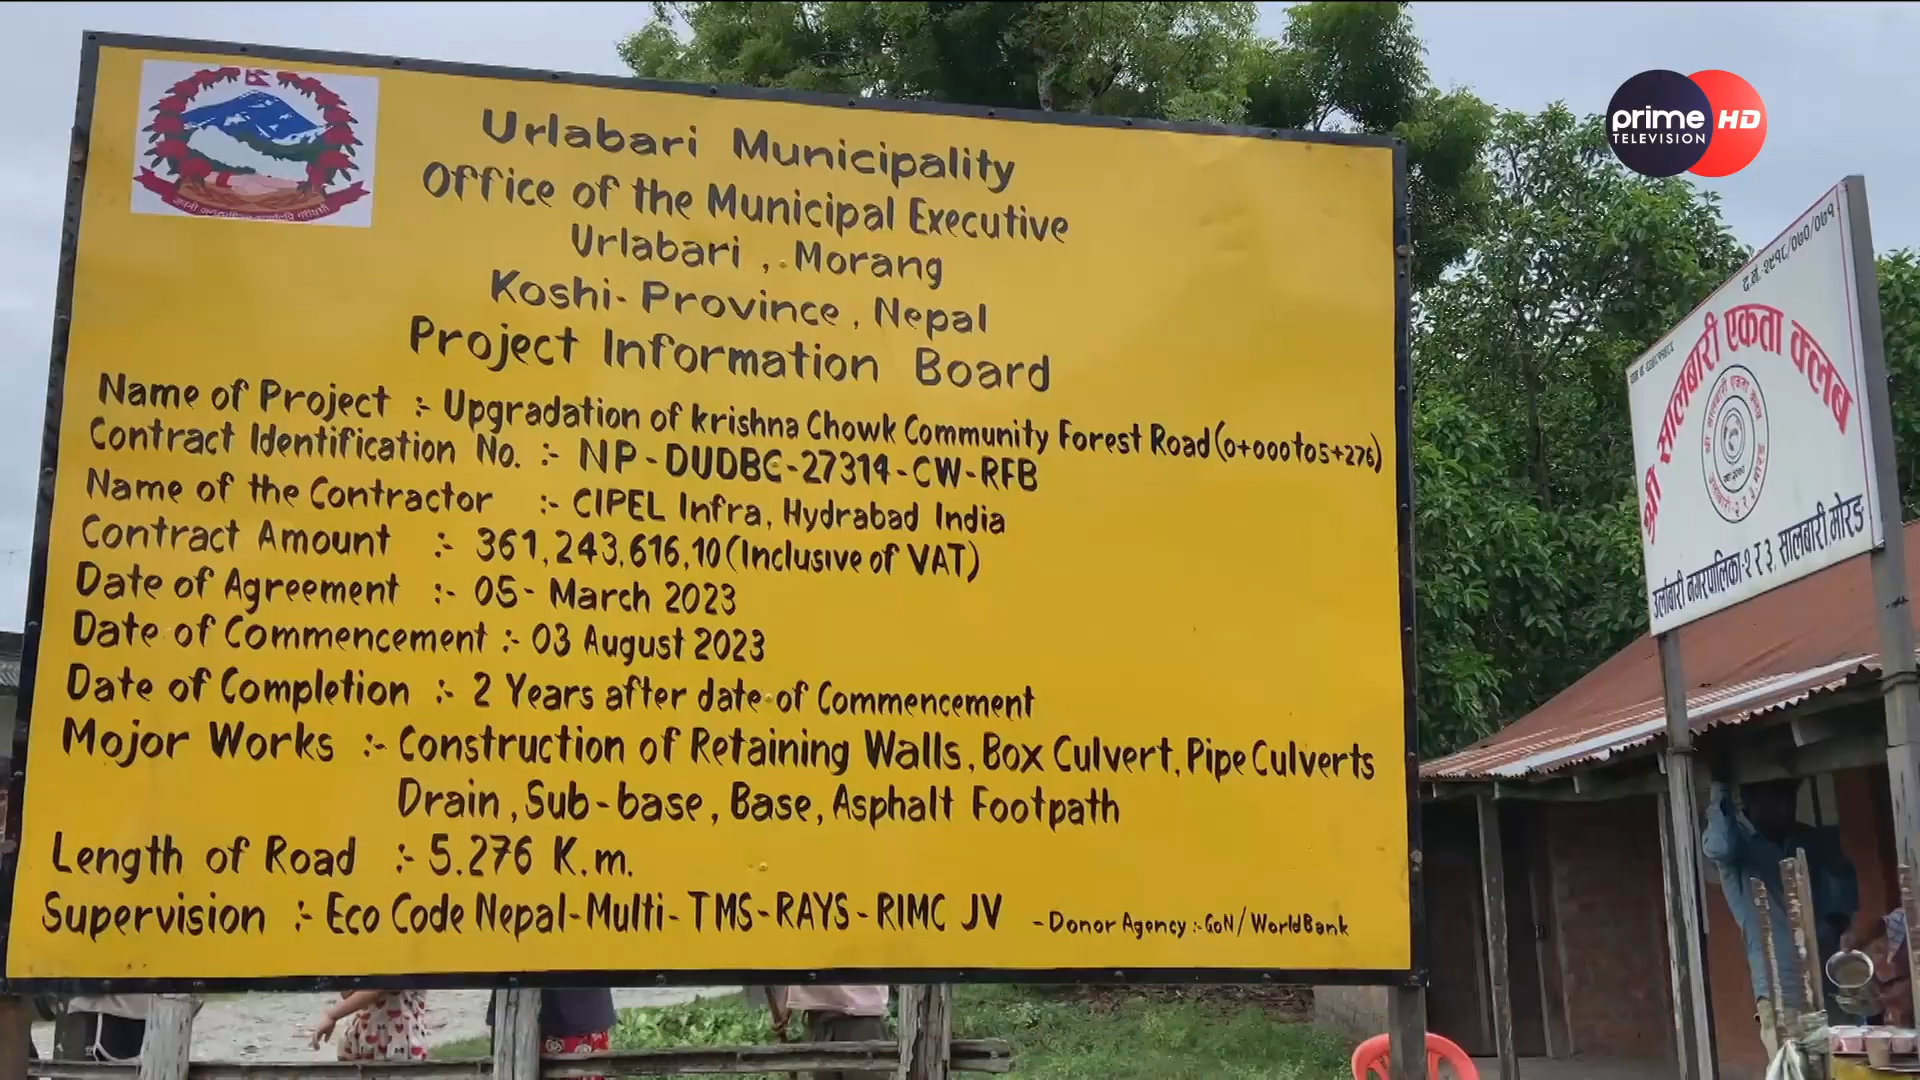 Urlabari Municipality
Office of the Municipal Executive
Urlabari , Morang
Koshi-Province, Nepal
Project Information Board
Name of Project :- Upgradation of krishna Chowk Community Forest Road (0+000to5+276)
Contract Identification No. :- NP-DUDBC-27314-CW-RFB
Name of the Contractor :- CIPEL Infra, Hydrabad India
Contract Amount :- 361,243,616,10(Inclusive of VAT)
Date of Agreement :- 05- March 2023
Date of Commencement :- 03 August 2023
Date of Completion :- 2 Years after date of Commencement
Mojor Works :- Construction of Retaining Walls, Box Culvert, Pipe Culverts
Drain, Sub-base, Base, Asphalt Footpath
Length of Road :- 5.276 K.m.
Supervision :- Eco Code Nepal-Multi-TMS-RAYS-RIMC JV -Donor Agency :- GoN/WorldBank
prime HD
TELEVISION
द.नं.-२९१८/०७०/०७१
श्री सालबारी एकता क्लब
उर्लाबारी नगरपालिका-२ र ३, सालबारी, मोरङ